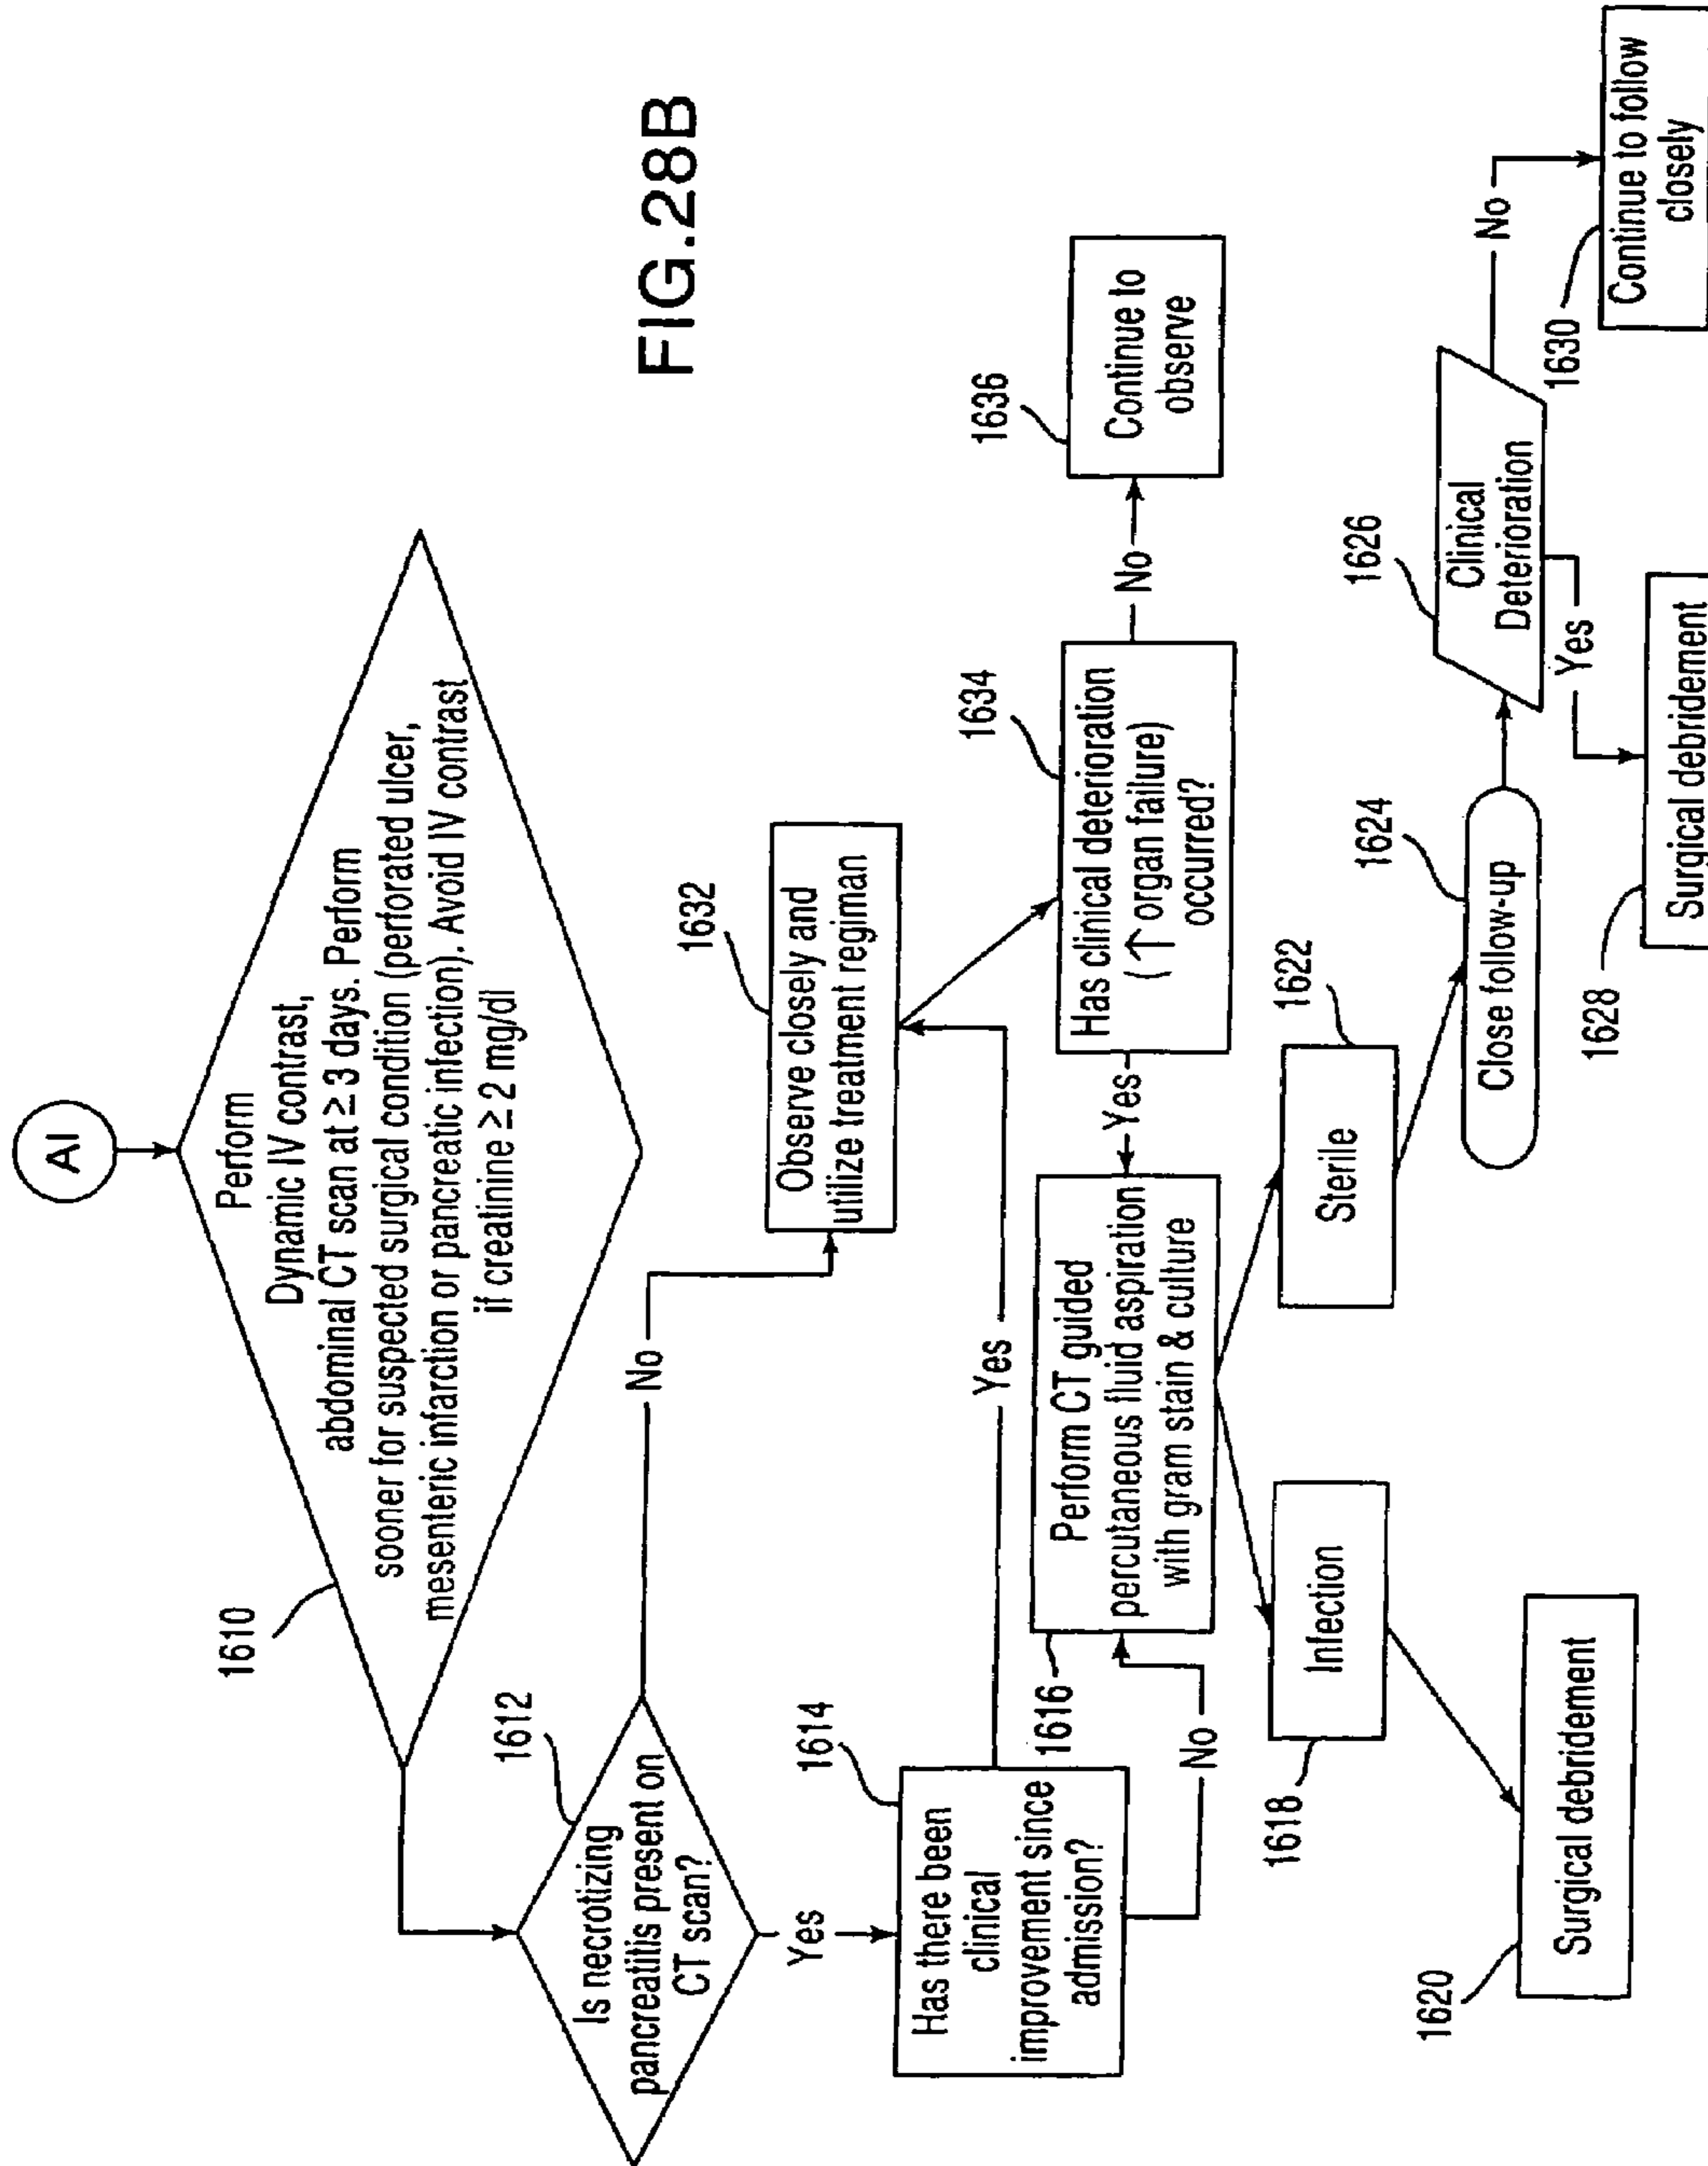 AI
1610
Perform
Dynamic IV contrast,
abdominal CT scan at ≥ 3 days. Perform
sooner for suspected surgical condition (perforated ulcer,
mesenteric infarction or pancreatic infection). Avoid IV contrast
if creatinine ≥ 2 mg/dl
FIG.28B
1612
Is necrotizing
pancreatitis present on
CT scan?
No
Yes
1632
Observe closely and
utilize treatment regiman
1614
Has there been
clinical
improvement since
admission?
Yes
No
1616
Perform CT guided
percutaneous fluid aspiration
with gram stain & culture
Yes
1634
Has clinical deterioration
(↑ organ failure)
occurred?
No
1636
Continue to
observe
1618
Infection
1622
Sterile
1620
Surgical debridement
1624
Close follow-up
1626
Clinical
Deterioration
Yes
No
1628
Surgical debridement
1630
Continue to follow
closely